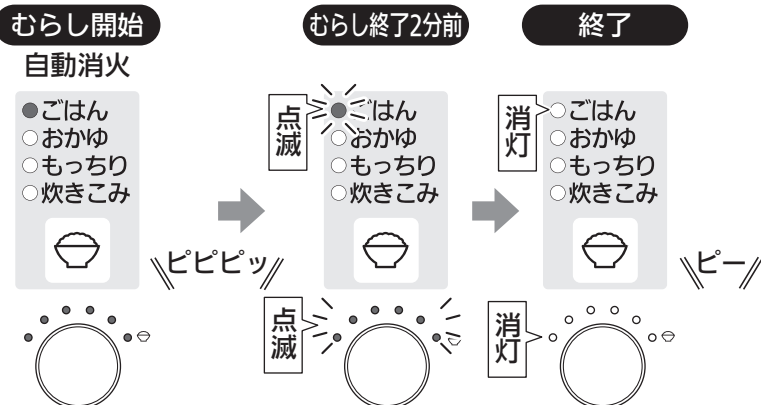 むらし開始
自動消火
ごはん
おかゆ
もっちり
炊きこみ
ピピピッ
むらし終了2分前
点滅
ごはん
おかゆ
もっちり
炊きこみ
点滅
終了
消灯
ごはん
おかゆ
もっちり
炊きこみ
ピー
消灯